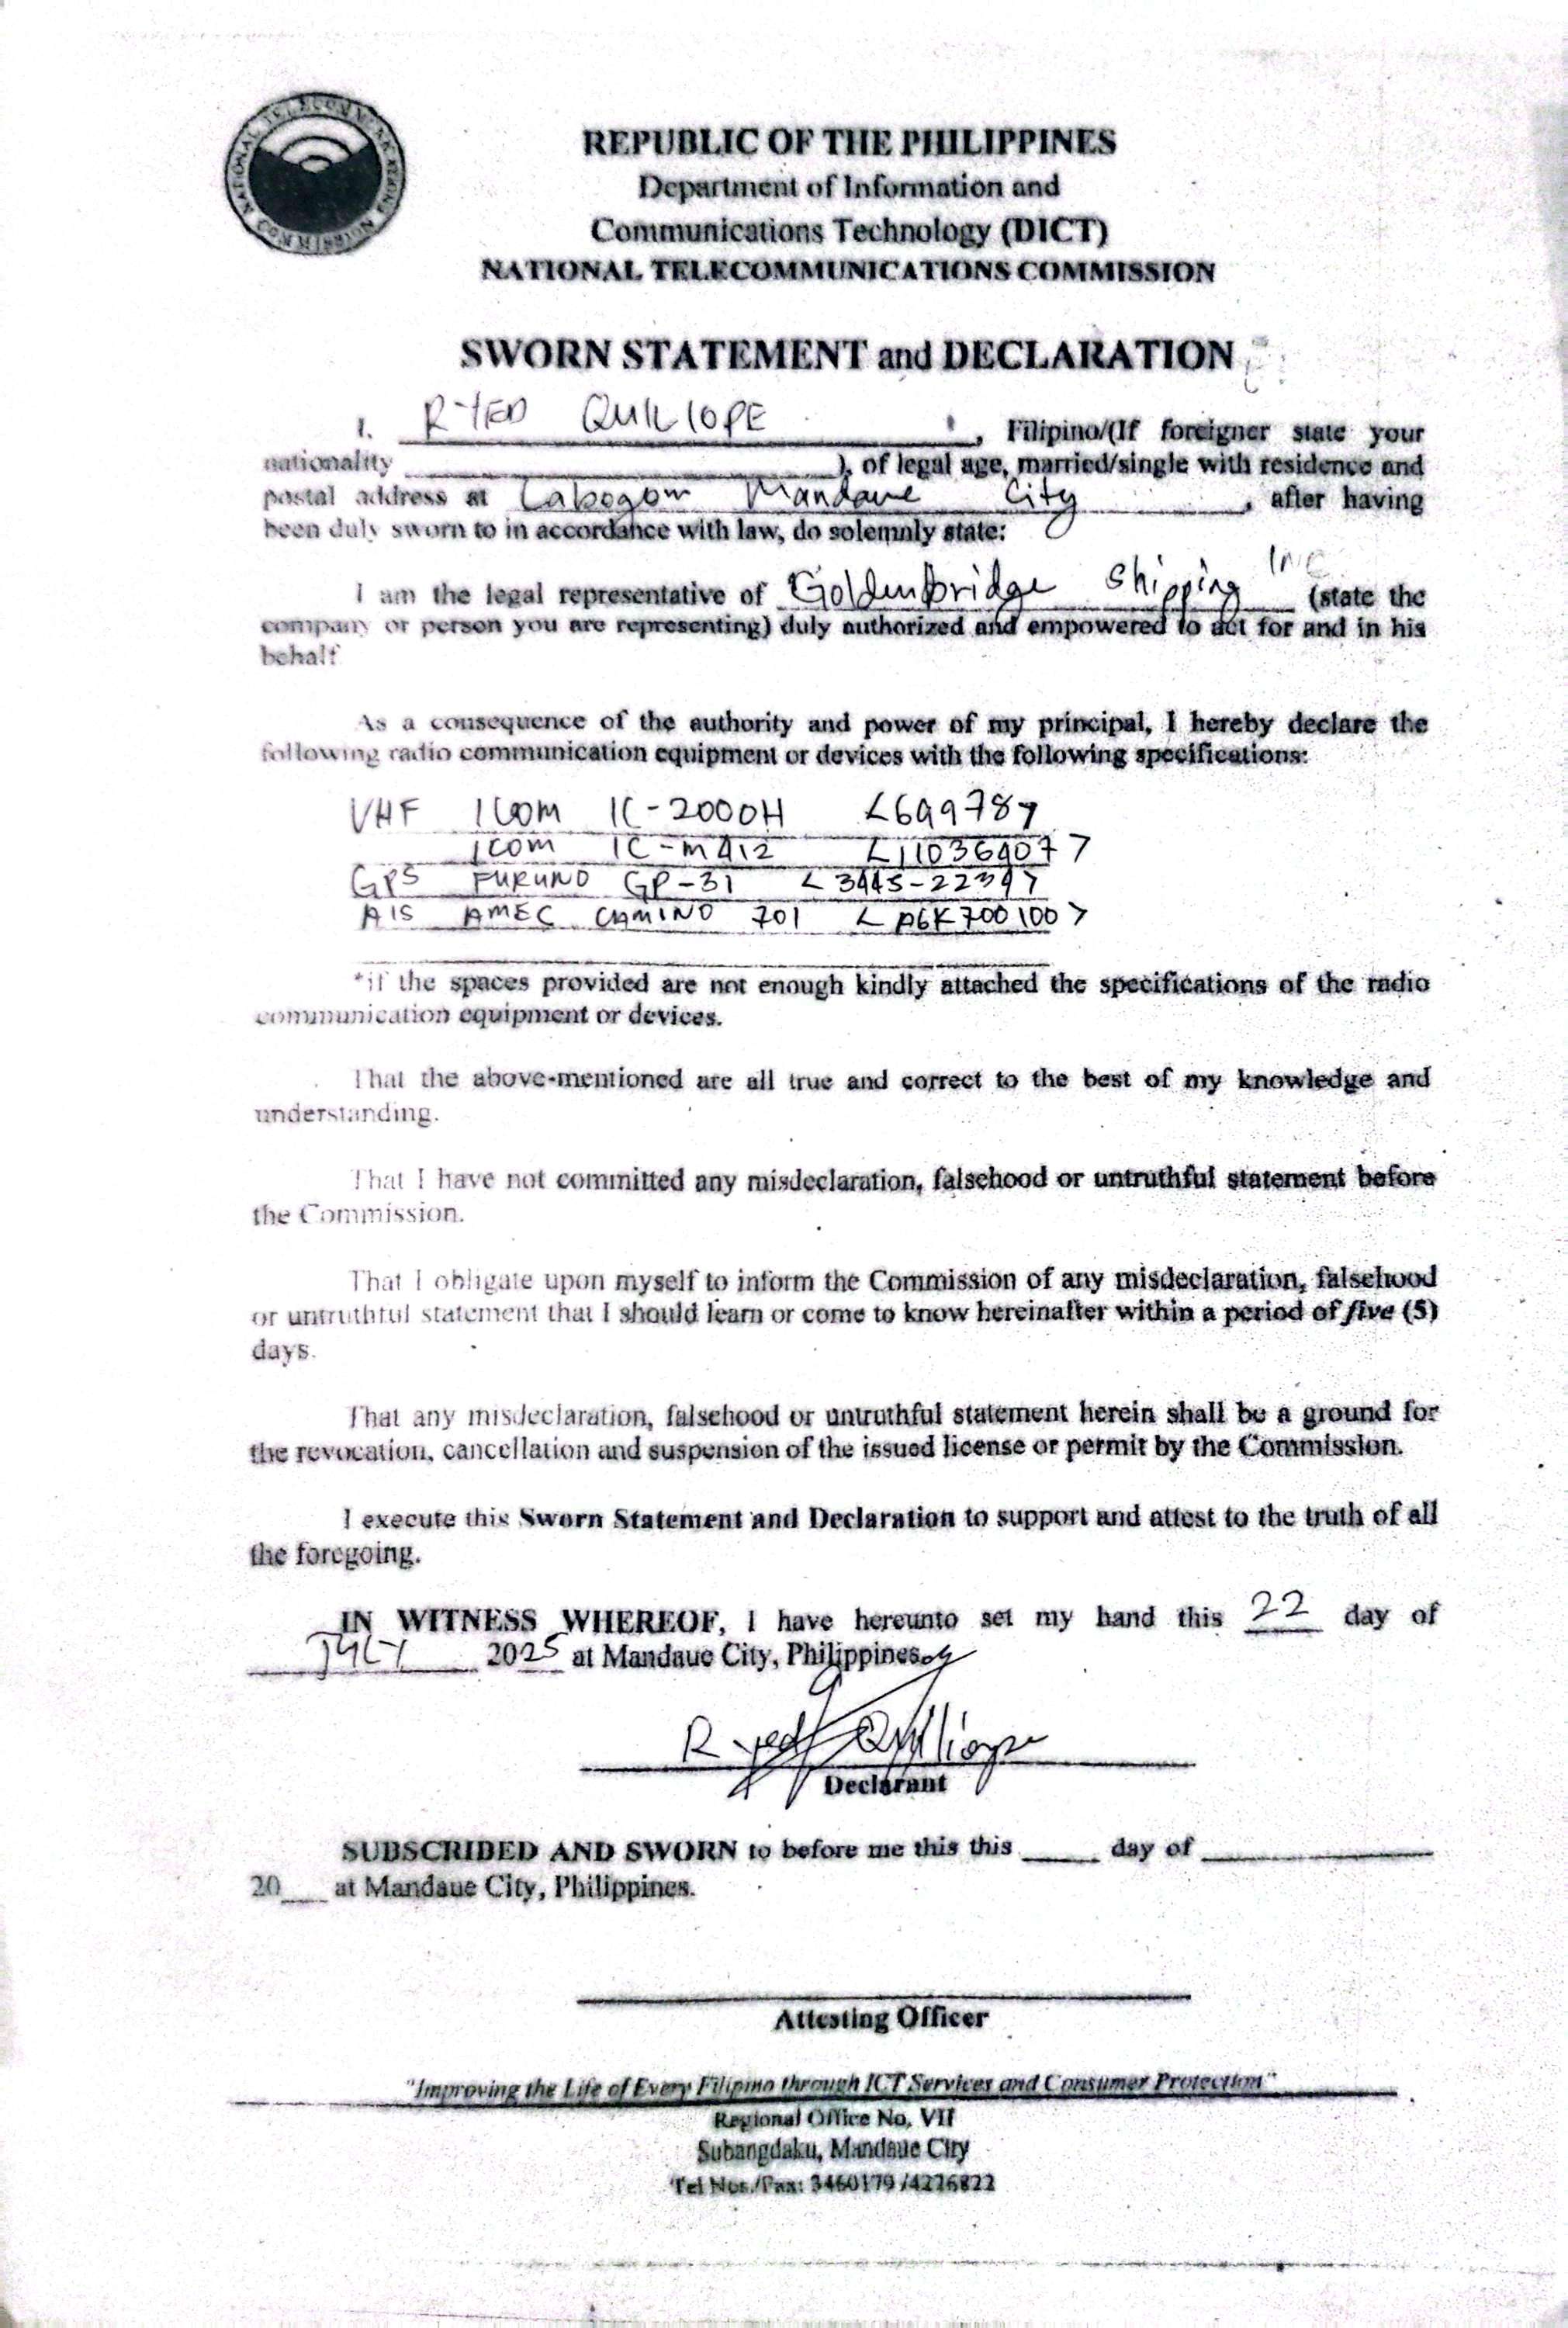 NATIONAL TELECOMMUNICATIONS COMMISSION
REPUBLIC OF THE PHILIPPINES
Department of Information and
Communications Technology (DICT)
NATIONAL TELECOMMUNICATIONS COMMISSION
SWORN STATEMENT and DECLARATION
I. RYED QUILLOPE, Filipino/(If foreigner state your
nationality ), of legal age, married/single with residence and
postal address at Labogon Mandaue City, after having
been duly sworn to in accordance with law, do solemnly state:
I am the legal representative of Goldenbridge Shipping Inc (state the
company or person you are representing) duly authorized and empowered to act for and in his
behalf
As a consequence of the authority and power of my principal, I hereby declare the
following radio communication equipment or devices with the following specifications:
VHF ICOM IC-2000H <699787
ICOM IC-M412 <11036907>
GPS FURUNO GP-31 <3445-2239>
AIS AMEC CAMINO 701 <A6K700100>
*if the spaces provided are not enough kindly attached the specifications of the radio
communication equipment or devices.
That the above-mentioned are all true and correct to the best of my knowledge and
understanding.
That I have not committed any misdeclaration, falsehood or untruthful statement before
the Commission.
That I obligate upon myself to inform the Commission of any misdeclaration, falsehood
or untruthful statement that I should learn or come to know hereinafter within a period of five (5)
days.
That any misdeclaration, falsehood or untruthful statement herein shall be a ground for
the revocation, cancellation and suspension of the issued license or permit by the Commission.
I execute this Sworn Statement and Declaration to support and attest to the truth of all
the foregoing.
IN WITNESS WHEREOF, I have hereunto set my hand this 22 day of
JULY 2025 at Mandaue City, Philippines.
Ryed Quillope
Declarant
SUBSCRIBED AND SWORN to before me this this ____ day of ____
20__ at Mandaue City, Philippines.
Attesting Officer
"Improving the Life of Every Filipino through ICT Services and Consumer Protection"
Regional Office No. VII
Subangdaku, Mandaue City
Tel Nos./Fax: 3460179 /4226822